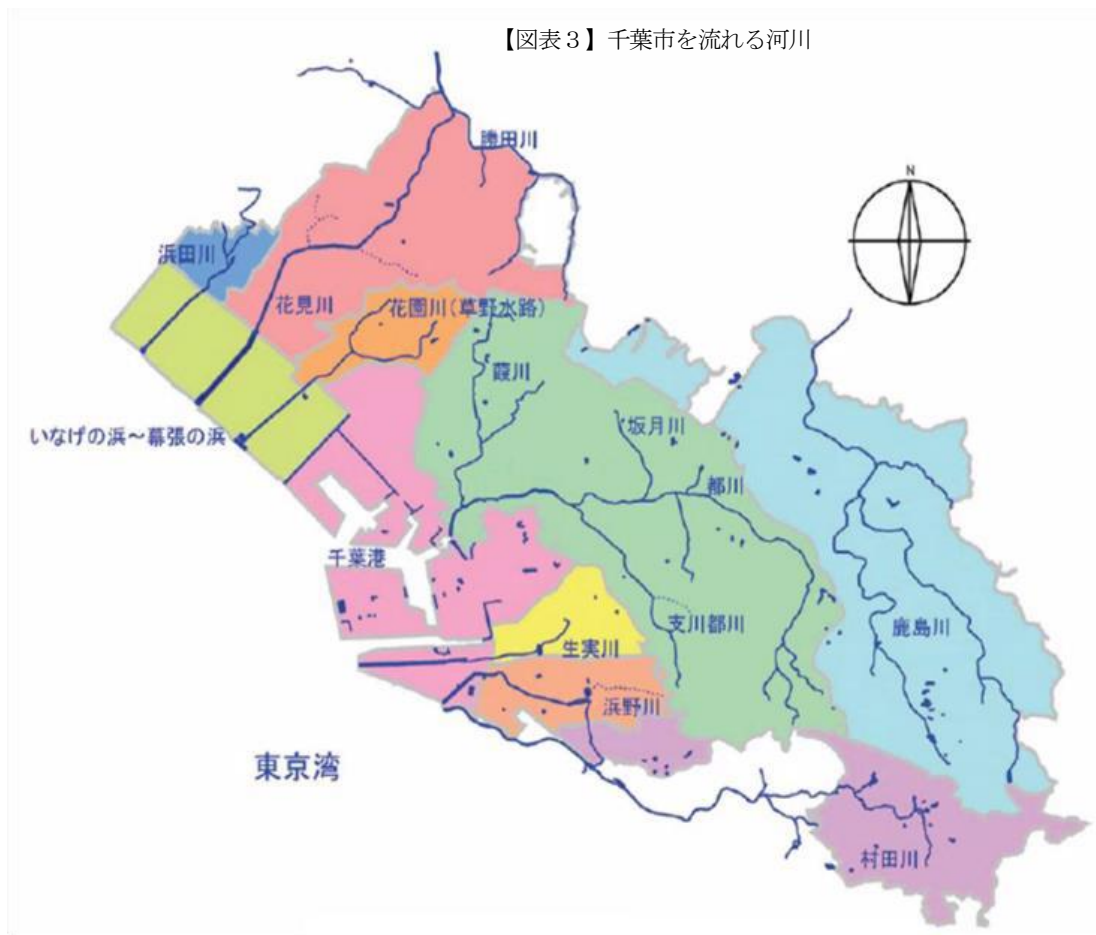 【図表３】千葉市を流れる河川
勝田川
N
浜田川
花見川
花園川(草野水路)
葭川
坂月川
いなげの浜～幕張の浜
都川
千葉港
支川都川
鹿島川
生実川
浜野川
東京湾
村田川